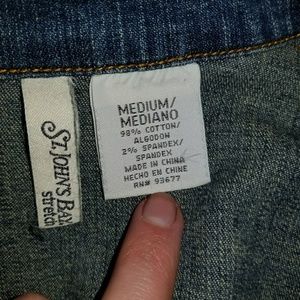 ST. JOHN'S BAY
stretch
MEDIUM/
MEDIANO
98% COTTON/
ALGODON
2% SPANDEX/
SPANDEX
MADE IN CHINA
HECHO EN CHINE
RN# 93677